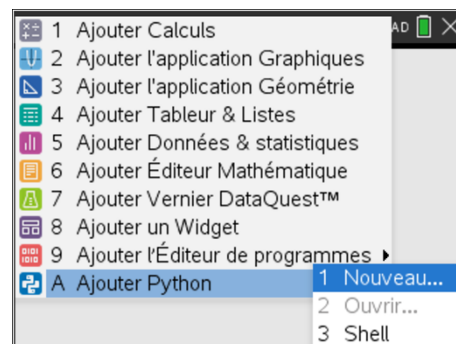 1 Ajouter Calculs
AD
2 Ajouter l'application Graphiques
3 Ajouter l'application Géométrie
4 Ajouter Tableur & Listes
5 Ajouter Données & statistiques
6 Ajouter Éditeur Mathématique
7 Ajouter Vernier DataQuest™
8 Ajouter un Widget
9 Ajouter l'Éditeur de programmes
A Ajouter Python
1 Nouveau...
2 Ouvrir...
3 Shell